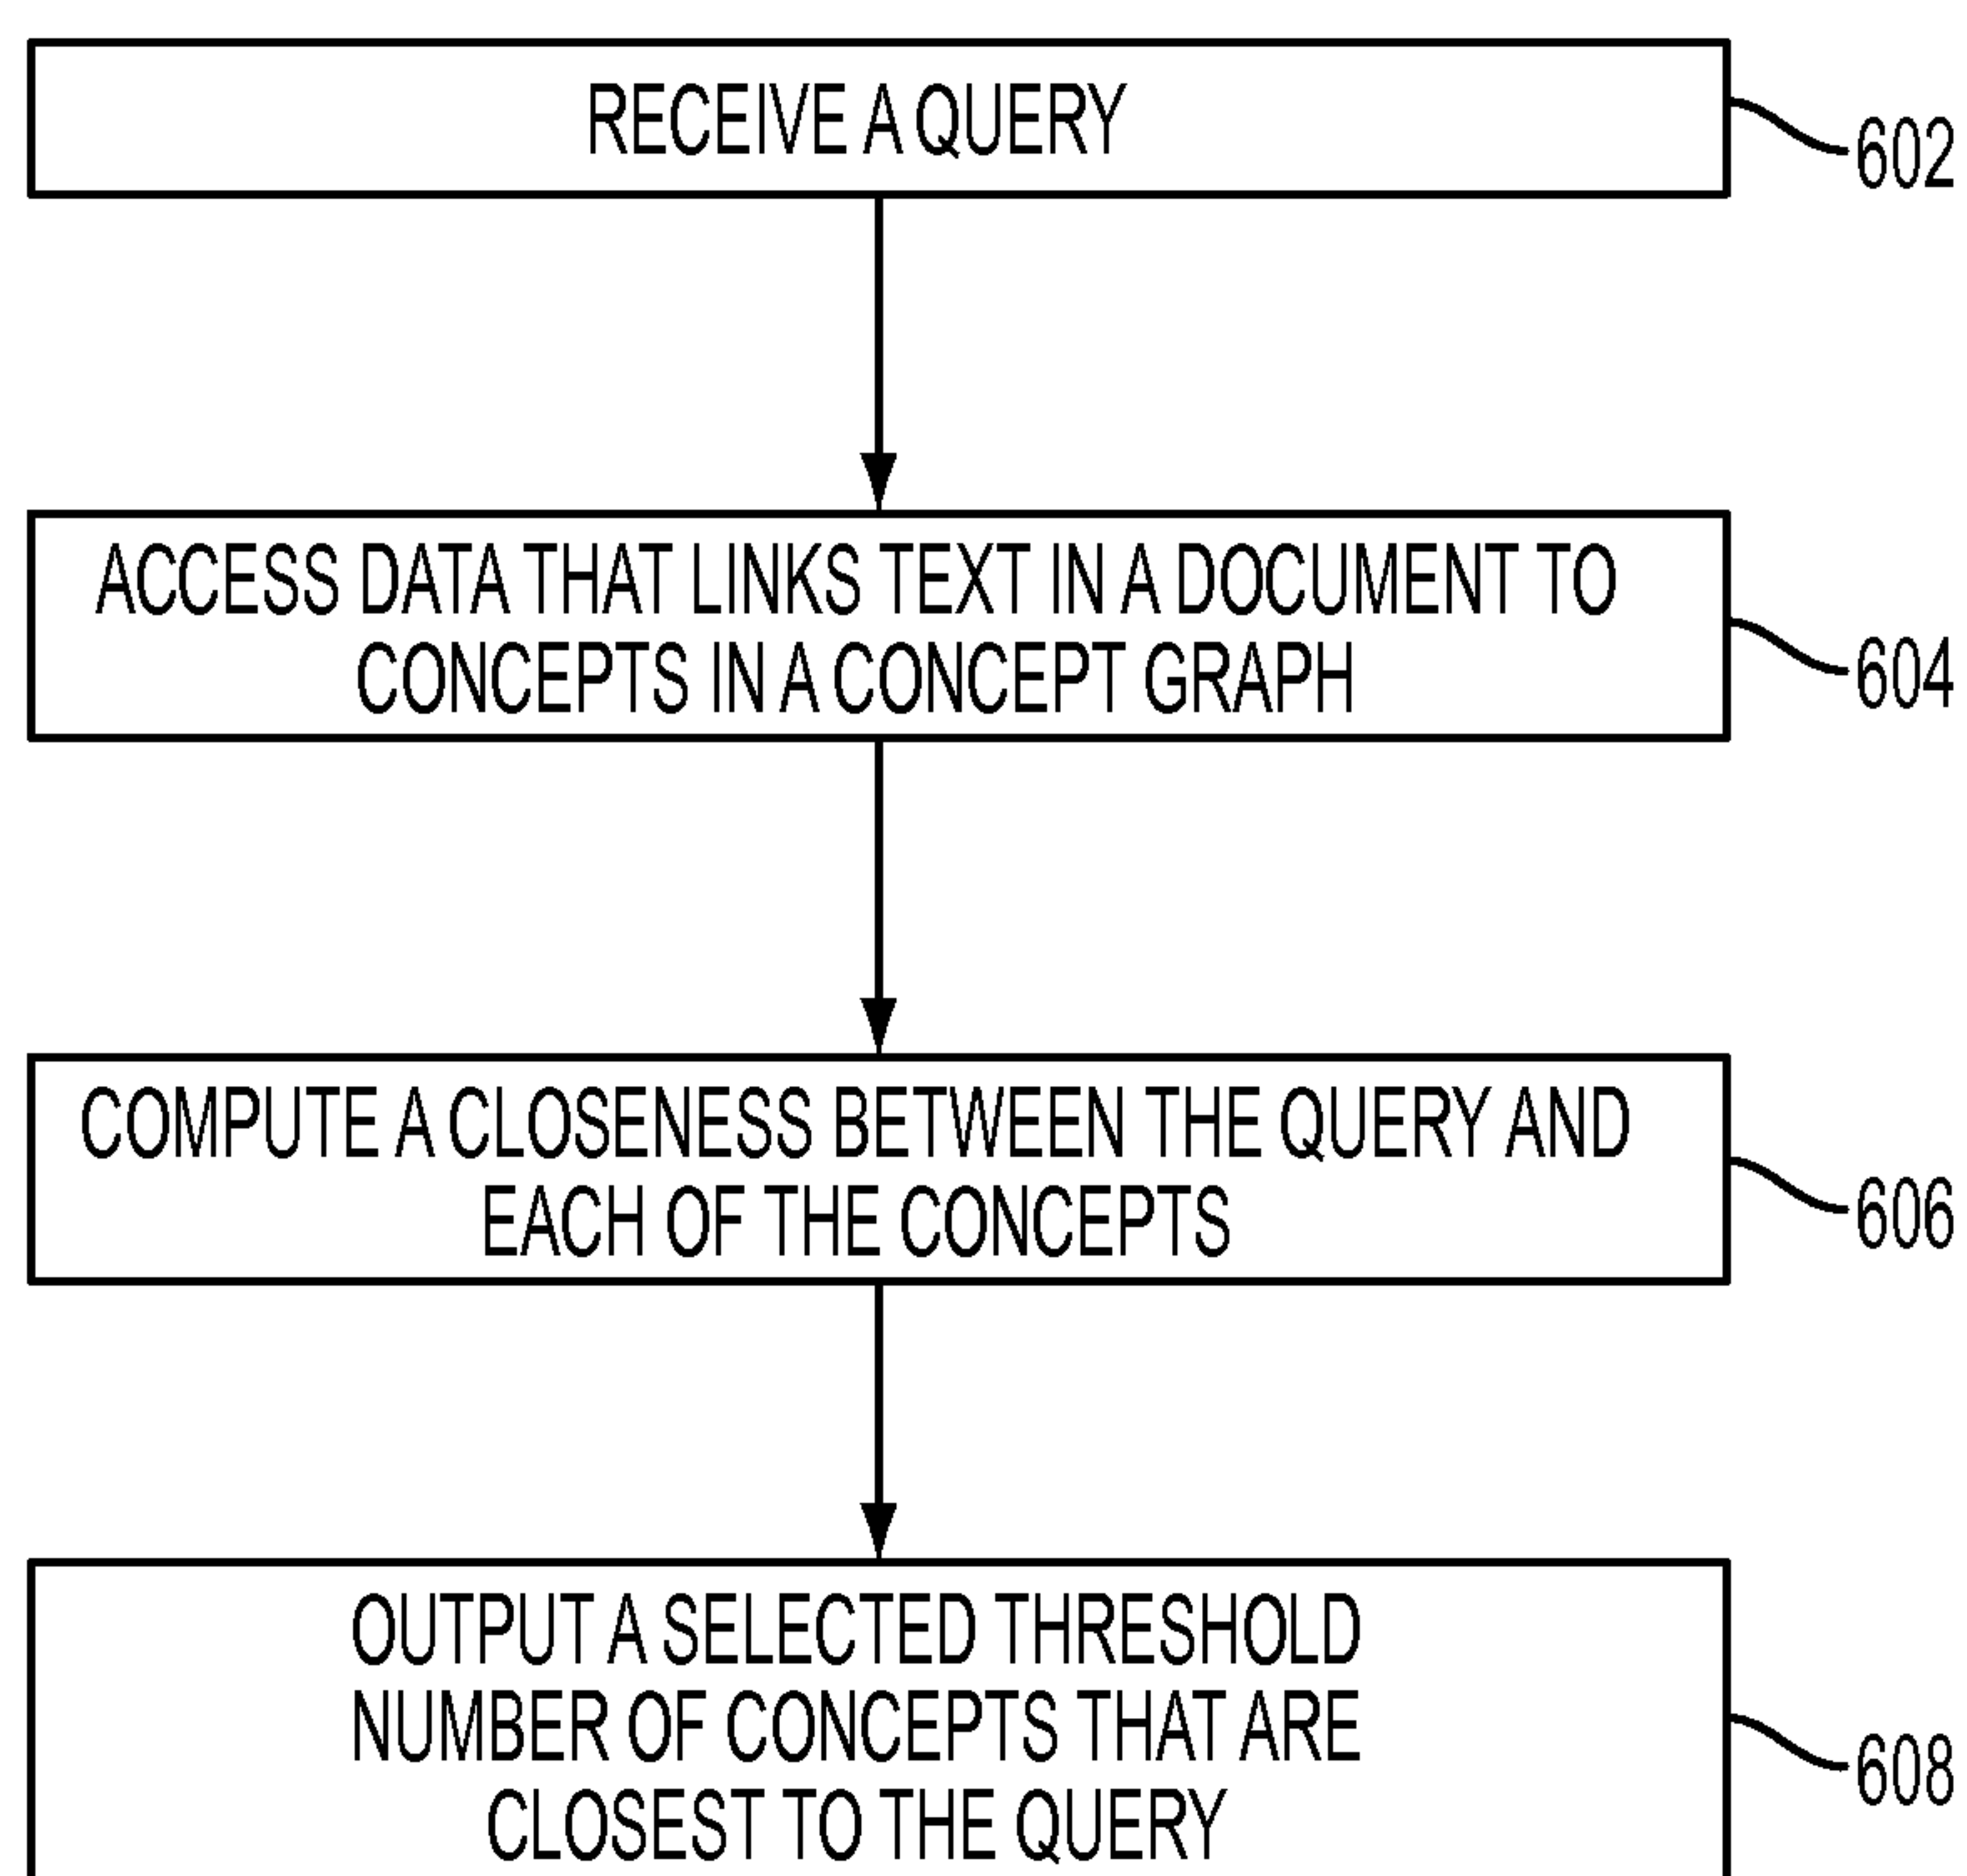 RECEIVE A QUERY
602
ACCESS DATA THAT LINKS TEXT IN A DOCUMENT TO
CONCEPTS IN A CONCEPT GRAPH
604
COMPUTE A CLOSENESS BETWEEN THE QUERY AND
EACH OF THE CONCEPTS
606
OUTPUT A SELECTED THRESHOLD
NUMBER OF CONCEPTS THAT ARE
CLOSEST TO THE QUERY
608